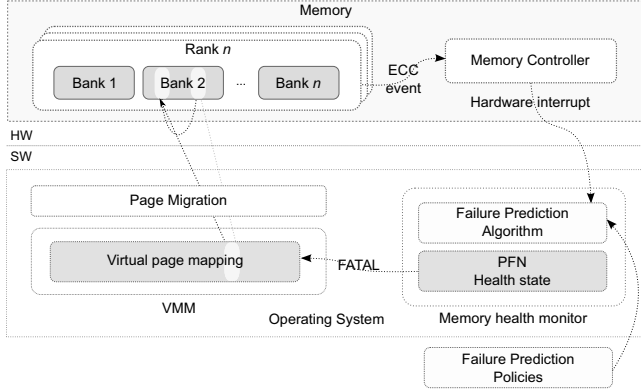 Memory
Rank n
Bank 1
Bank 2
...
Bank n
ECC
event
Memory Controller
Hardware interrupt
HW
SW
Page Migration
Virtual page mapping
VMM
FATAL
Failure Prediction
Algorithm
PFN
Health state
Operating System
Memory health monitor
Failure Prediction
Policies